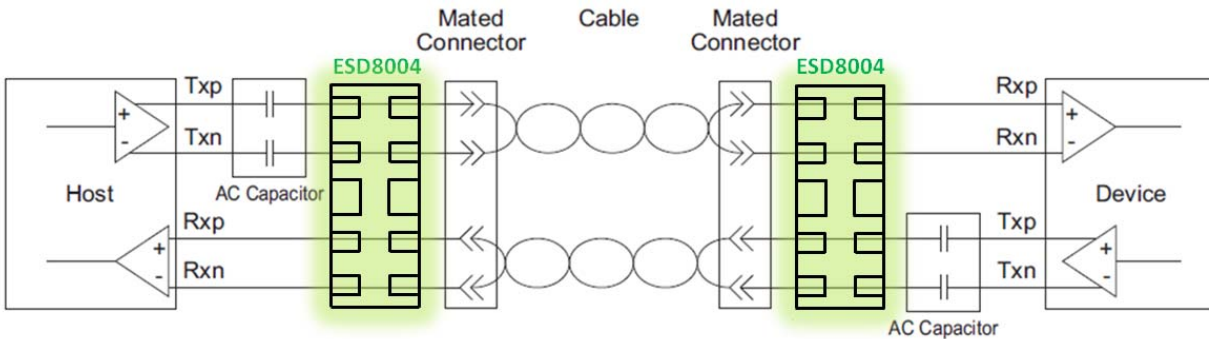 Mated
Connector
Cable
Mated
Connector
ESD8004
ESD8004
Txp
Txn
+
-
Host
AC Capacitor
Rxp
Rxn
+
-
Rxp
Rxn
+
-
Device
Txp
Txn
+
-
AC Capacitor